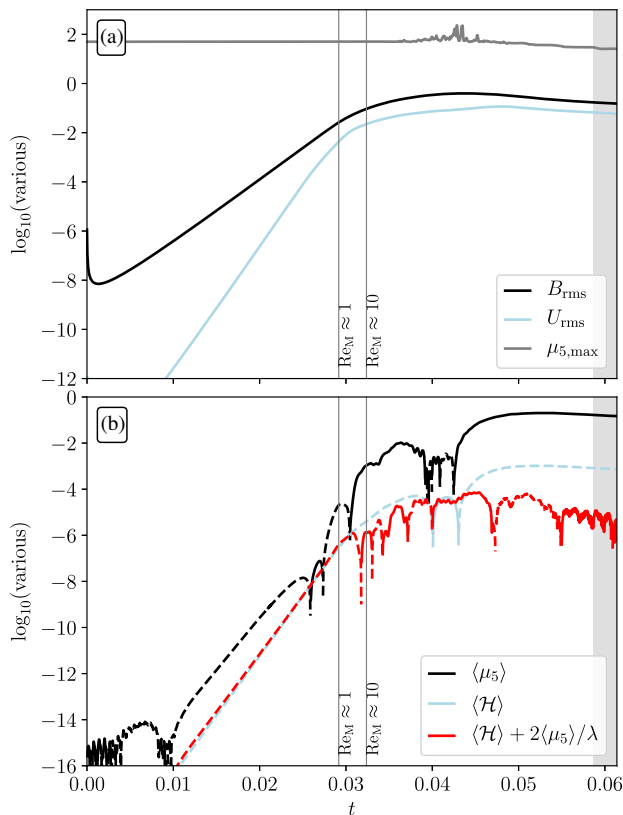 (a)
2
0
−2
−4
−6
−8
−10
−12
log₁₀(various)
Re_M ≈ 1
Re_M ≈ 10
B_rms
U_rms
μ_5,max
(b)
0
−2
−4
−6
−8
−10
−12
−14
−16
log₁₀(various)
Re_M ≈ 1
Re_M ≈ 10
⟨μ₅⟩
⟨ℋ⟩
⟨ℋ⟩ + 2⟨μ₅⟩/λ
0.00 0.01 0.02 0.03 0.04 0.05 0.06
t